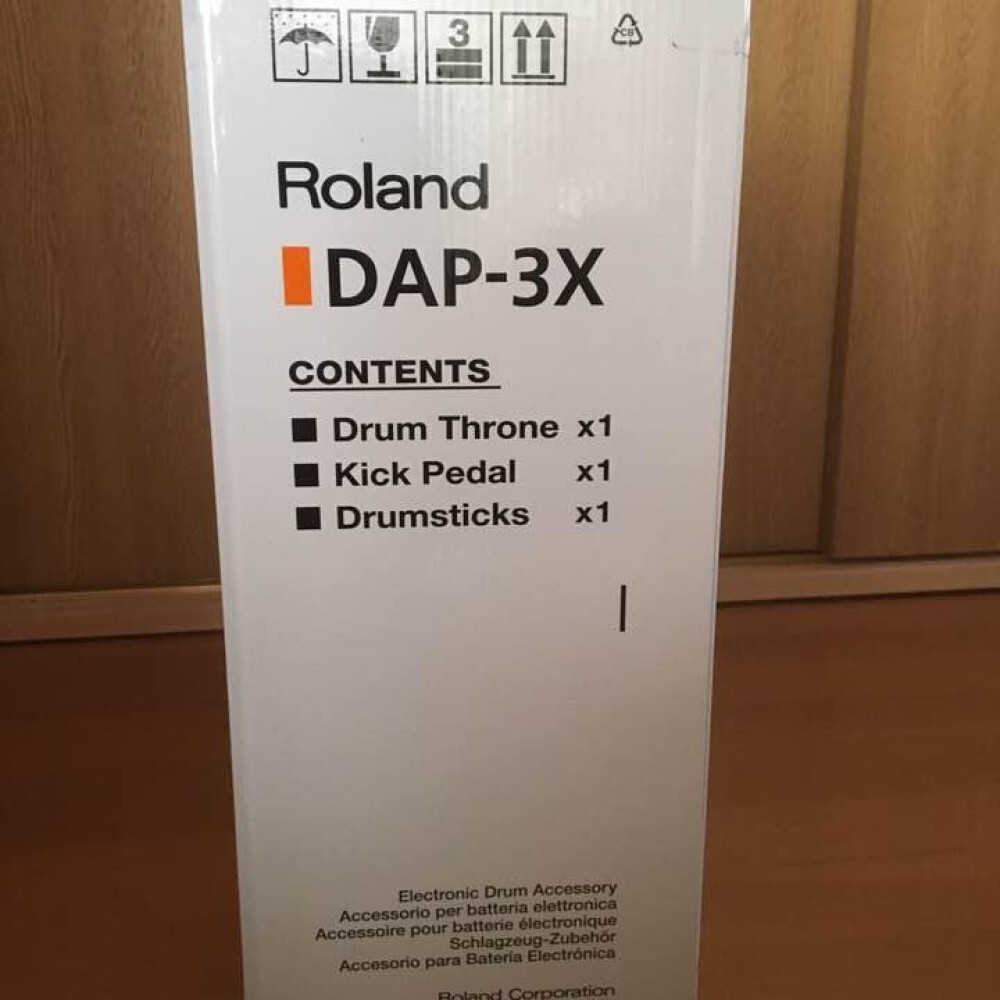 3
CB
Roland
DAP-3X
CONTENTS
Drum Throne x1
Kick Pedal x1
Drumsticks x1
Electronic Drum Accessory
Accessorio per batteria elettronica
Accessoire pour batterie électronique
Schlagzeug-Zubehör
Accesorio para Batería Electrónica
Roland Corporation